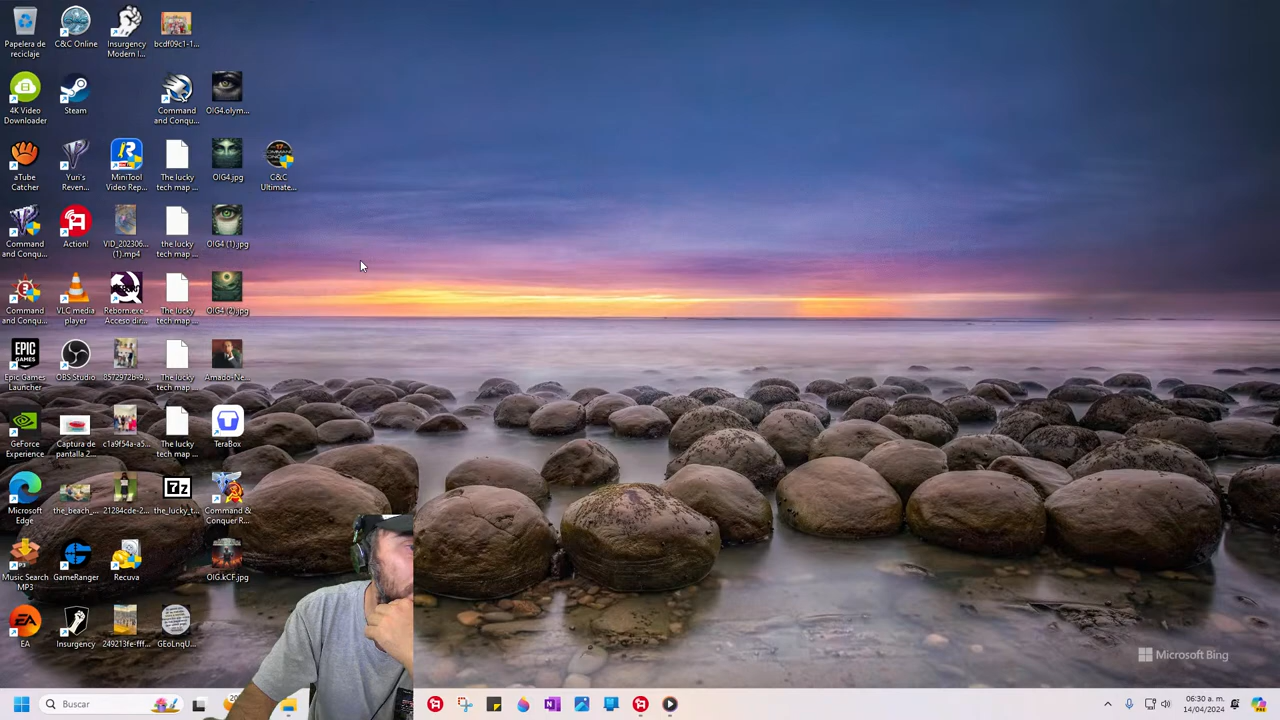 Papelera de
reciclaje
C&C Online
Insurgency
Modern I...
bcdf09c1-1...
4K Video
Downloader
Steam
Command
and Conqu...
OIG4.olym...
aTube
Catcher
Yuri's
Reven...
MiniTool
Video Rep...
The lucky
tech map ...
OIG4.jpg
C&C
Ultimate...
Command
and Conqu...
Action!
VID_202306...
(1).mp4
the lucky
tech map ...
OIG4 (1).jpg
Command
and Conqu...
VLC media
player
Reborn.exe -
Acceso dir...
The lucky
tech map ...
OIG4 (2).jpg
EPIC
GAMES
Epic Games
Launcher
OBS Studio
8572972b-9...
The lucky
tech map ...
Amado-Ne...
GeForce
Experience
Captura de
pantalla 2...
c1a9f54a-a5...
The lucky
tech map ...
TeraBox
Microsoft
Edge
the_beach_...
21284cde-2...
7z
the_lucky_t...
Command &
Conquer R...
Music Search
MP3
GameRanger
Recuva
OIG.kCF.jpg
EA
EA
Insurgency
249213fe-fff...
GEoLnqU...
Microsoft Bing
Buscar
06:30 a. m.
14/04/2024